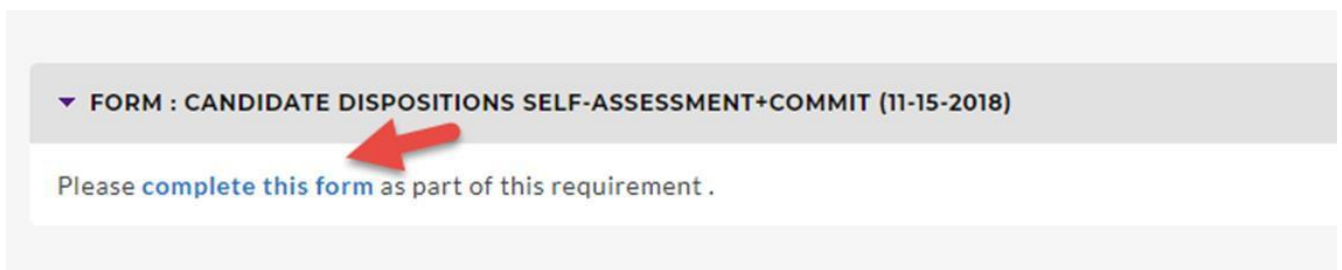 FORM : CANDIDATE DISPOSITIONS SELF-ASSESSMENT+COMMIT (11-15-2018)
Please complete this form as part of this requirement .